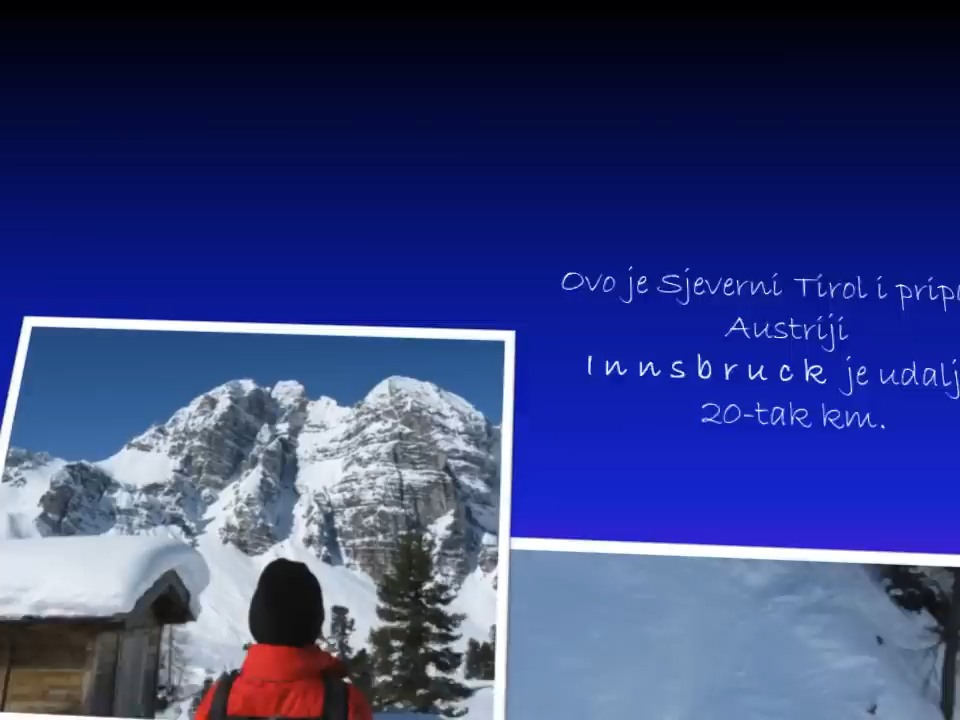 Ovo je Sjeverni Tirol i
Austriji
Innsbruck je
20-tak km.